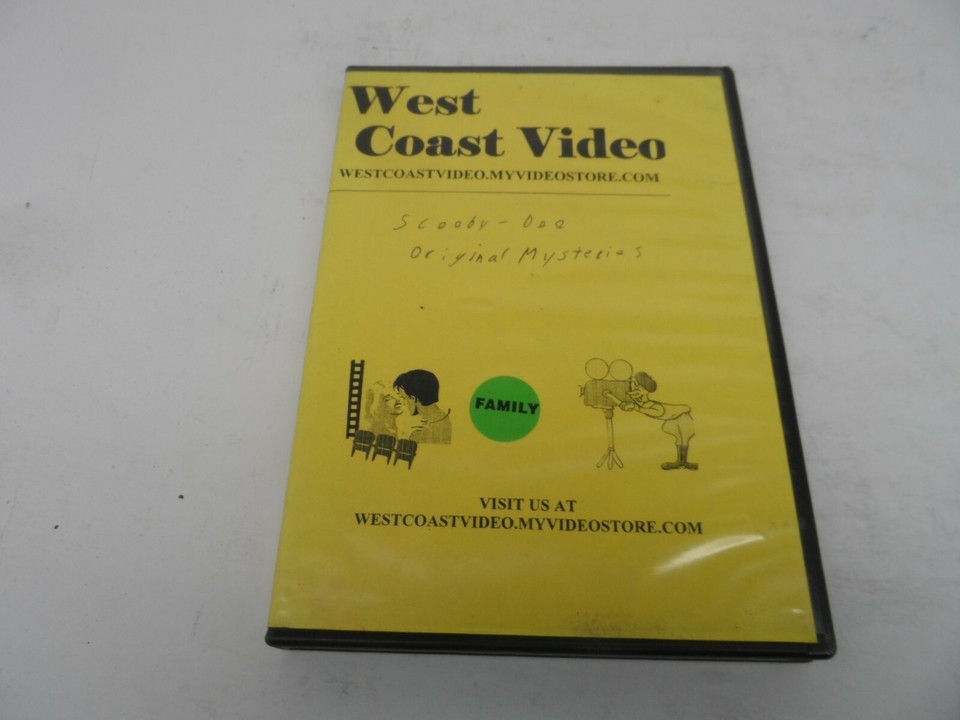 West
Coast Video
WESTCOASTVIDEO.MYVIDEOSTORE.COM
Scooby-Doo
Original Mysteries
FAMILY
VISIT US AT
WESTCOASTVIDEO.MYVIDEOSTORE.COM